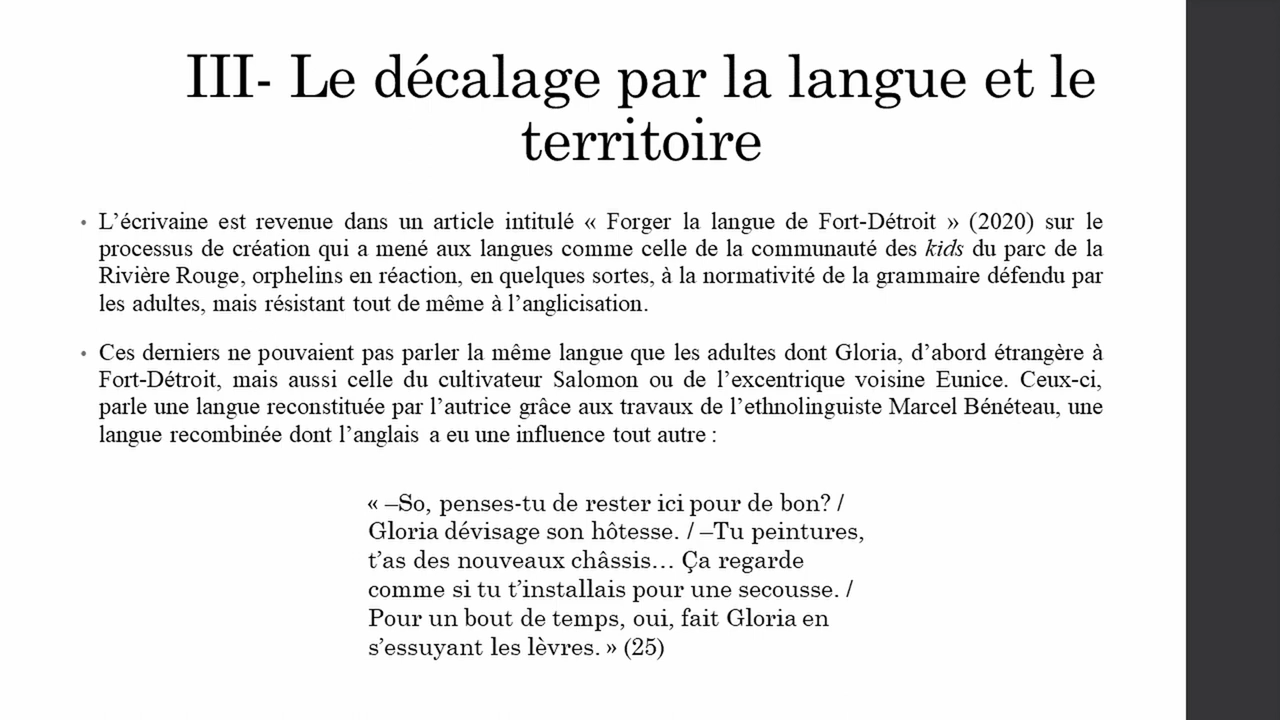 III- Le décalage par la langue et le
territoire
• L’écrivaine est revenue dans un article intitulé « Forger la langue de Fort-Détroit » (2020) sur le
processus de création qui a mené aux langues comme celle de la communauté des kids du parc de la
Rivière Rouge, orphelins en réaction, en quelques sortes, à la normativité de la grammaire défendu par
les adultes, mais résistant tout de même à l’anglicisation.
• Ces derniers ne pouvaient pas parler la même langue que les adultes dont Gloria, d’abord étrangère à
Fort-Détroit, mais aussi celle du cultivateur Salomon ou de l’excentrique voisine Eunice. Ceux-ci,
parle une langue reconstituée par l’autrice grâce aux travaux de l’ethnolinguiste Marcel Bénéteau, une
langue recombinée dont l’anglais a eu une influence tout autre :
« –So, penses-tu de rester ici pour de bon? /
Gloria dévisage son hôtesse. / –Tu peintures,
t’as des nouveaux châssis… Ça regarde
comme si tu t’installais pour une secousse. /
Pour un bout de temps, oui, fait Gloria en
s’essuyant les lèvres. » (25)